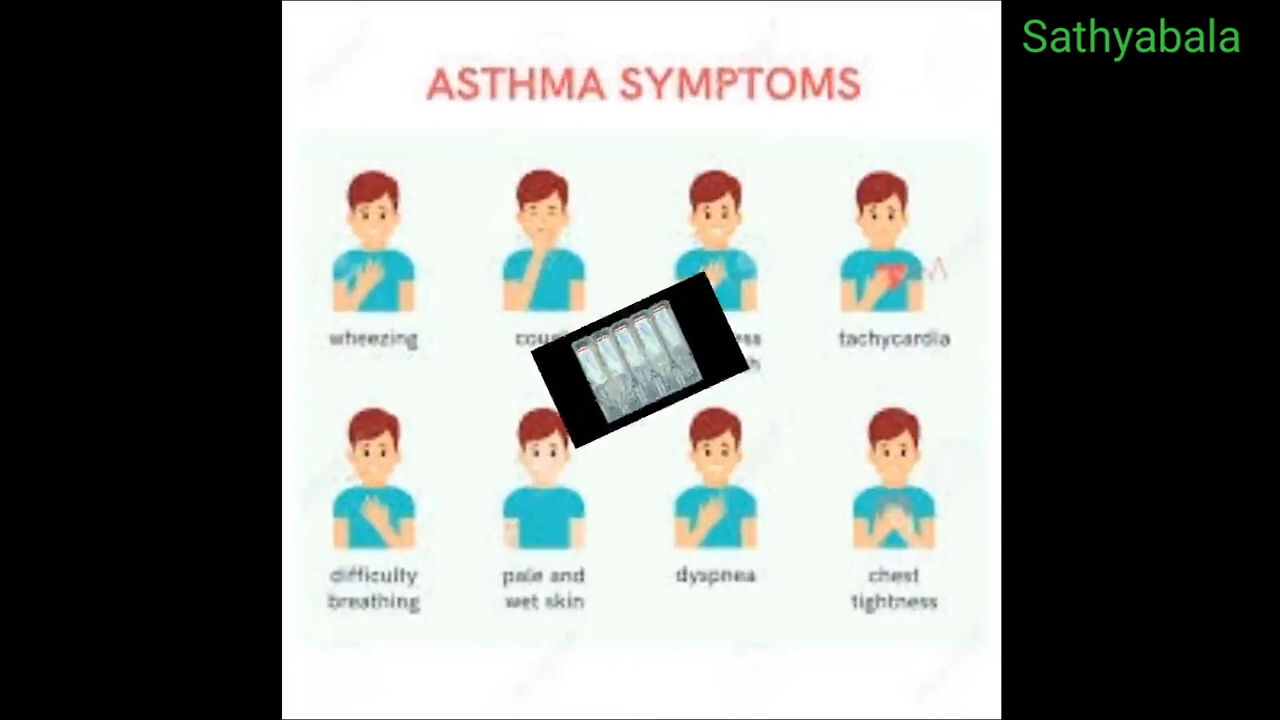 Sathyabala
ASTHMA SYMPTOMS
wheezing
tachycardia
difficulty
breathing
pale and
wet skin
dyspnea
chest
tightness